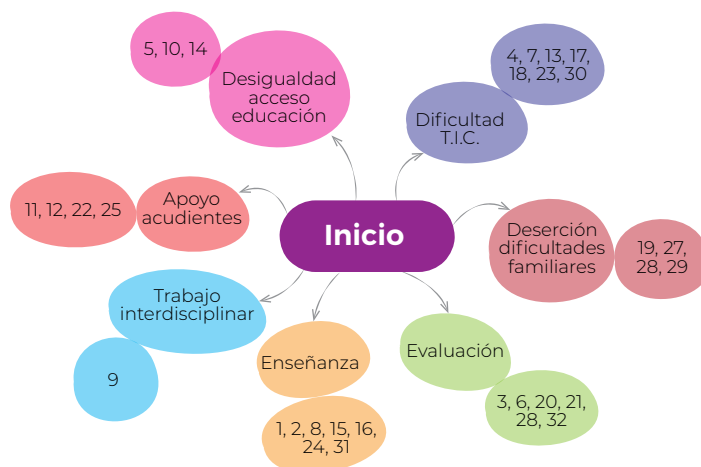 5, 10, 14
Desigualdad
acceso
educación
4, 7, 13, 17,
18, 23, 30
Dificultad
T.I.C.
11, 12, 22, 25
Apoyo
acudientes
Inicio
Deserción
dificultades
familiares
19, 27,
28, 29
Trabajo
interdisciplinar
9
Enseñanza
1, 2, 8, 15, 16,
24, 31
Evaluación
3, 6, 20, 21,
28, 32